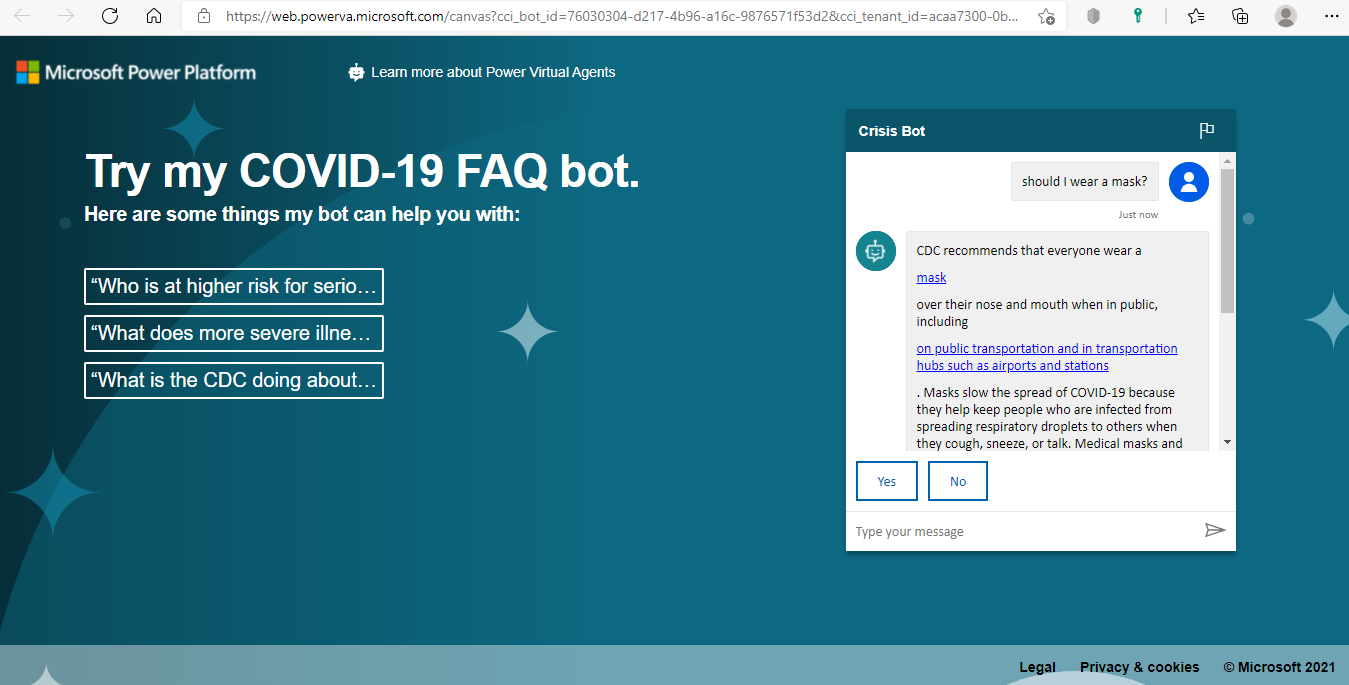 https://web.powerva.microsoft.com/canvas?cci_bot_id=76030304-d217-4b96-a16c-9876571f53d2&cci_tenant_id=acaa7300-0b...
Microsoft Power Platform
Learn more about Power Virtual Agents
Try my COVID-19 FAQ bot.
Here are some things my bot can help you with:
“Who is at higher risk for serio…
“What does more severe illne…
“What is the CDC doing about…
Crisis Bot
should I wear a mask?
Just now
CDC recommends that everyone wear a
mask
over their nose and mouth when in public,
including
on public transportation and in transportation
hubs such as airports and stations
. Masks slow the spread of COVID-19 because
they help keep people who are infected from
spreading respiratory droplets to others when
they cough, sneeze, or talk. Medical masks and
Yes
No
Type your message
Legal
Privacy & cookies
© Microsoft 2021